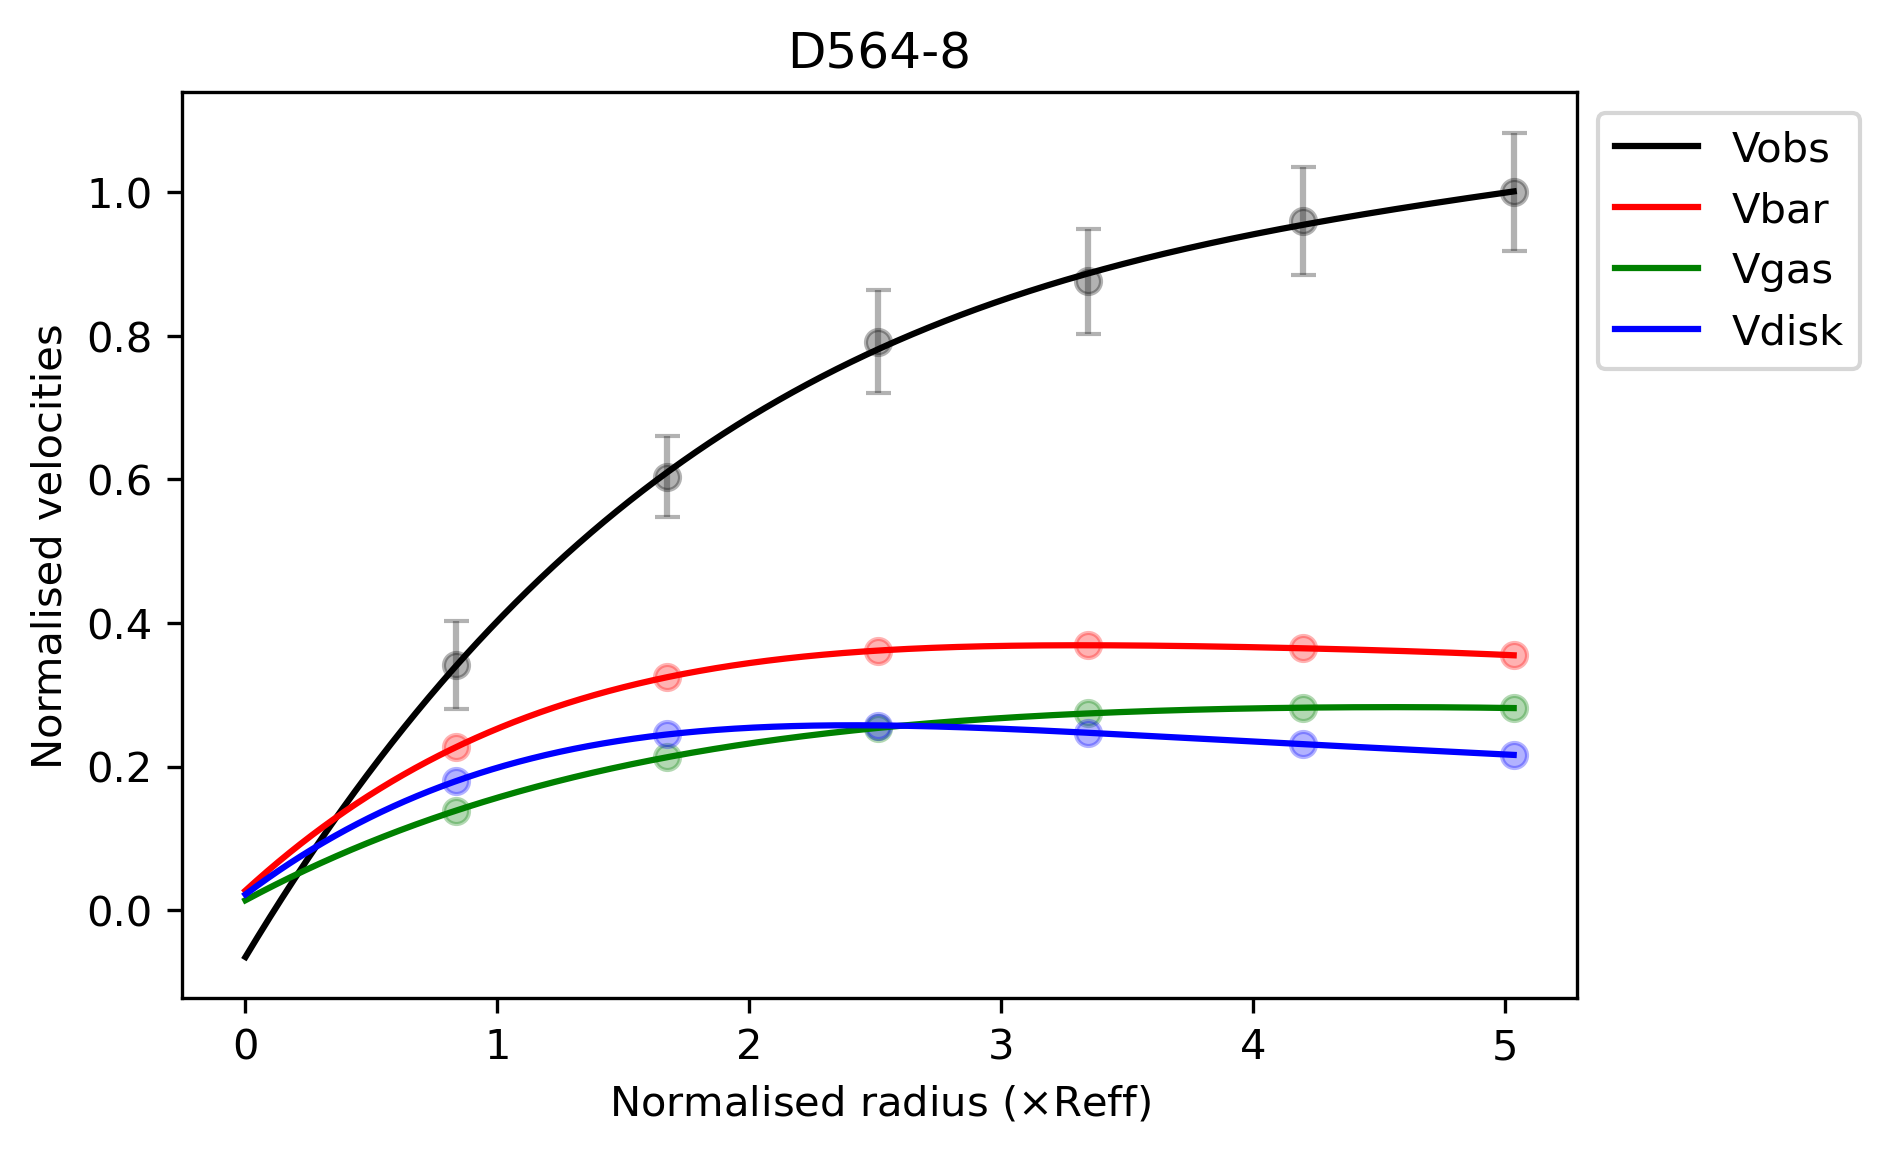 D564-8
Normalised velocities
1.0
0.8
0.6
0.4
0.2
0.0
0 1 2 3 4 5
Normalised radius (×Reff)
Vobs
Vbar
Vgas
Vdisk